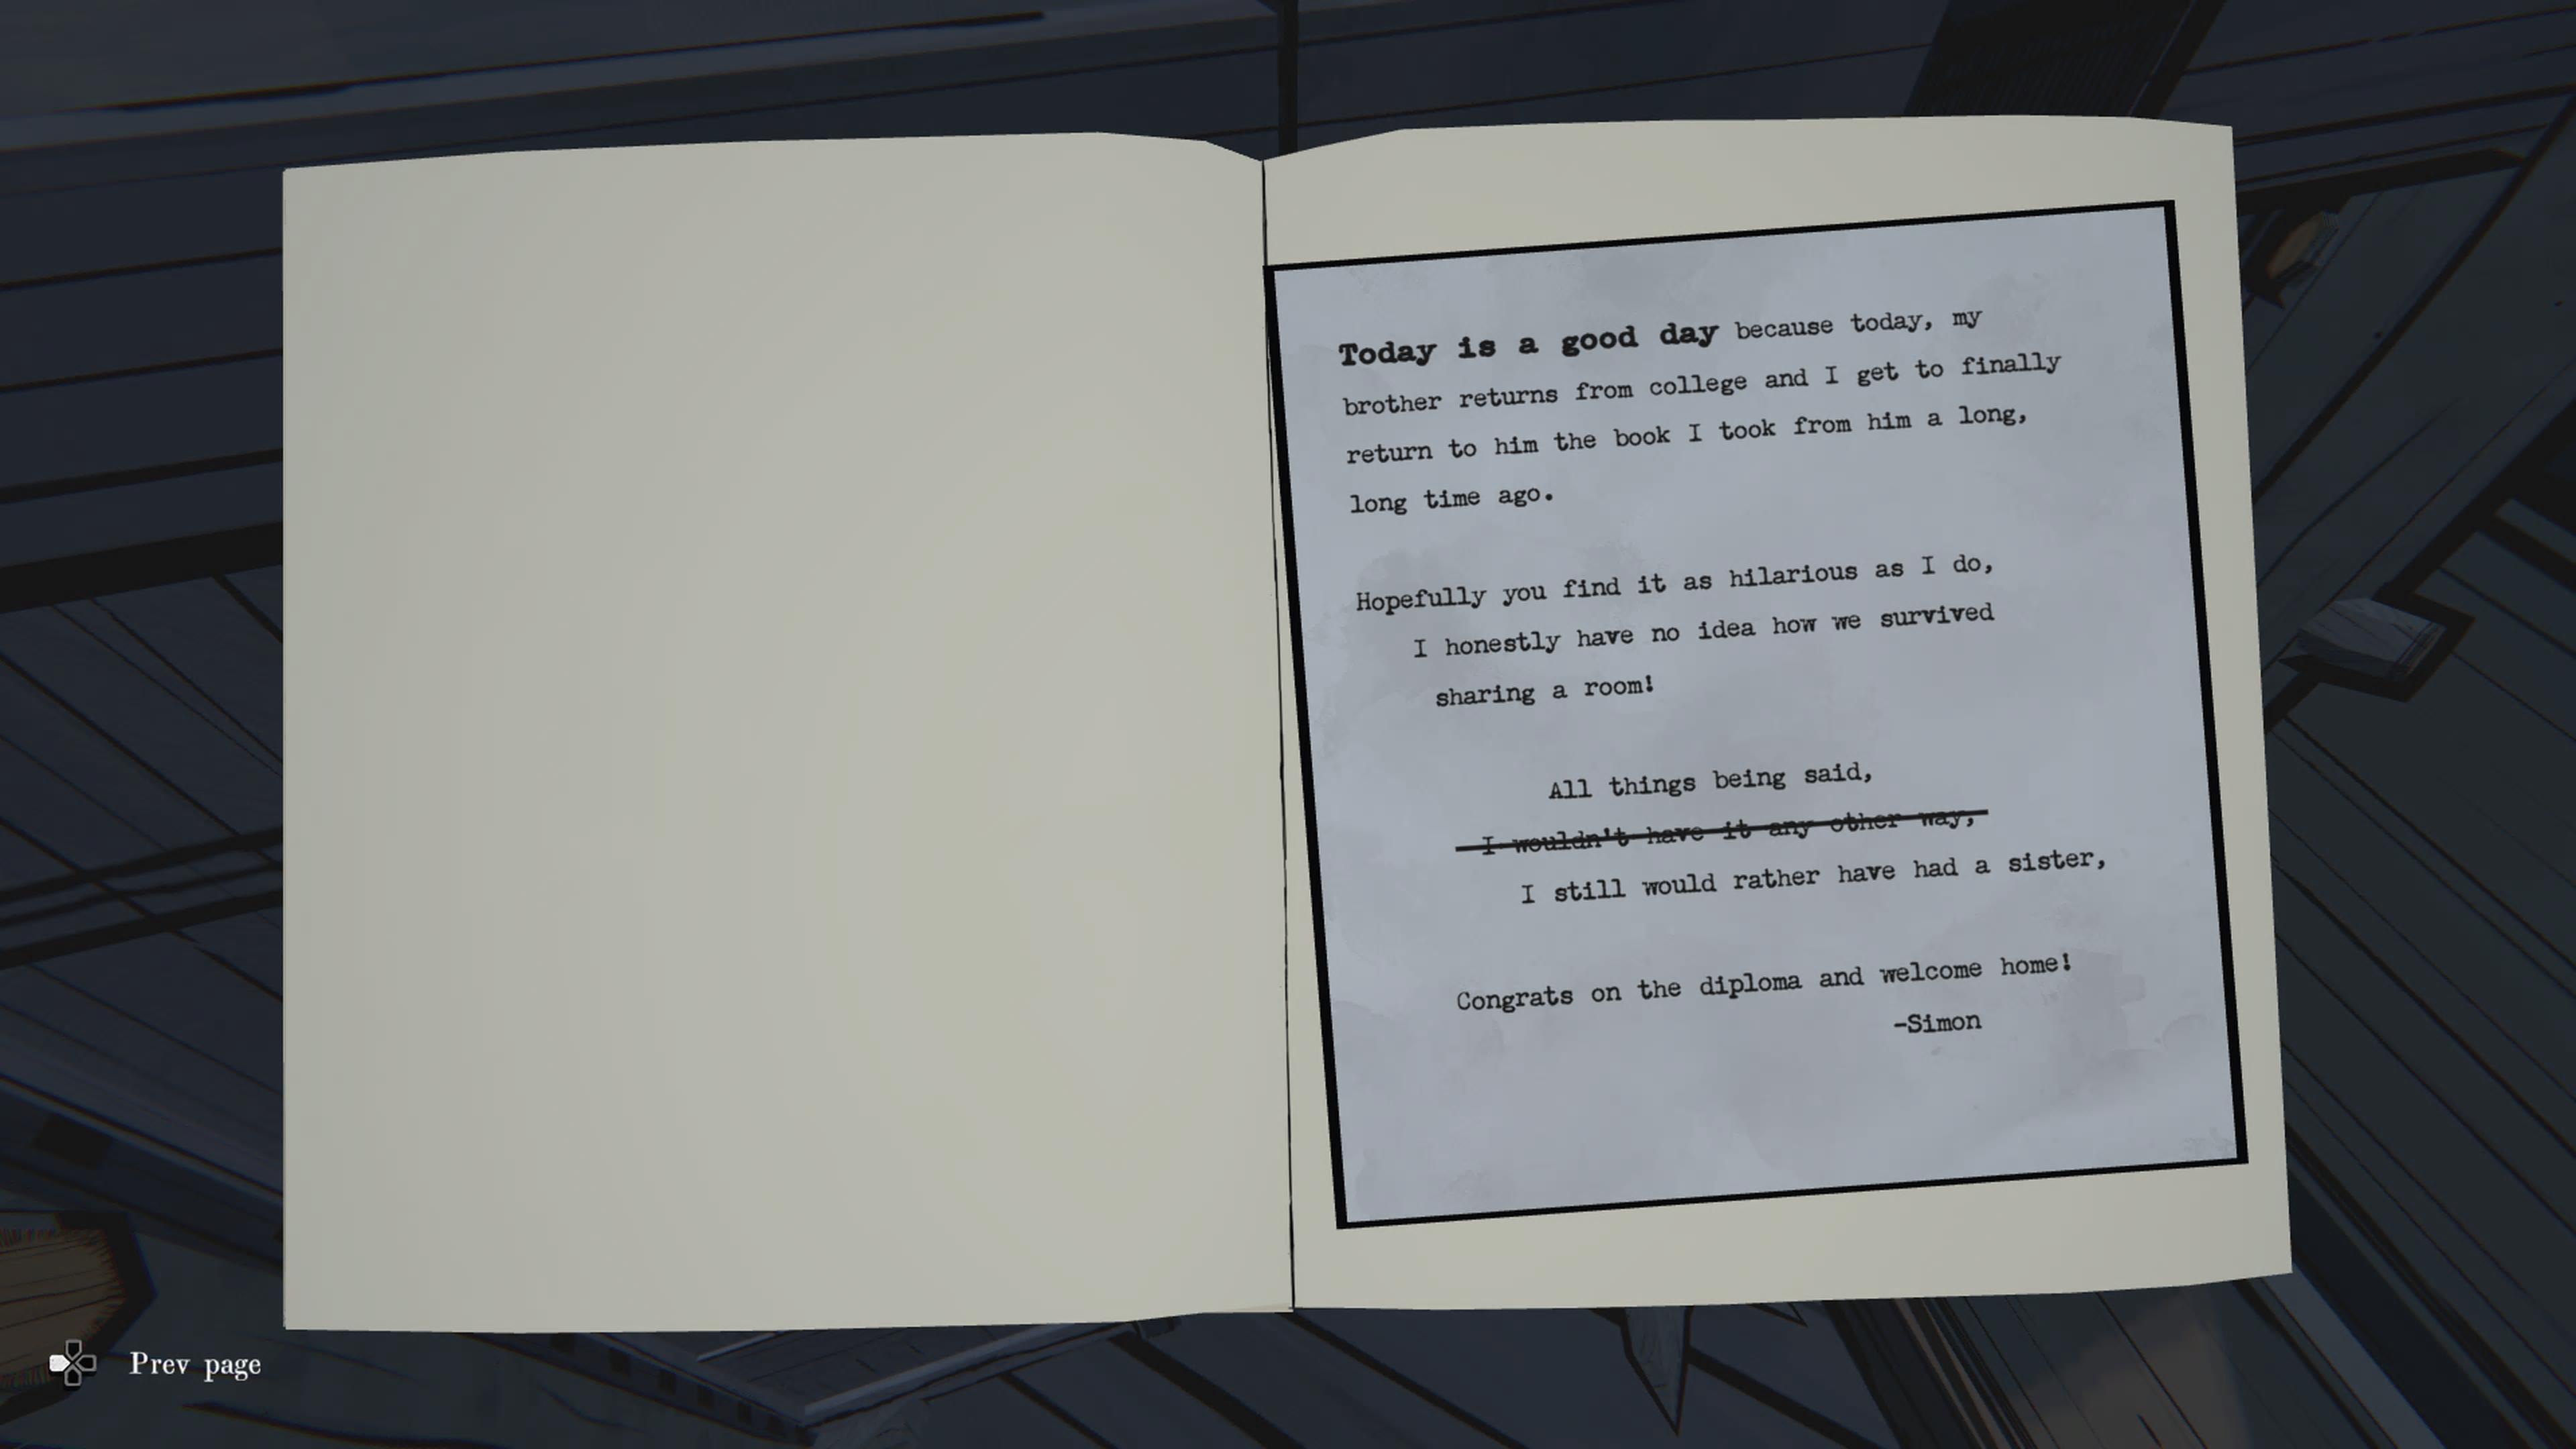 Today is a good day because today, my
brother returns from college and I get to finally
return to him the book I took from him a long,
long time ago.
Hopefully you find it as hilarious as I do,
I honestly have no idea how we survived
sharing a room!
All things being said,
I wouldn't have it any other way,
I still would rather have had a sister,
Congrats on the diploma and welcome home!
-Simon
Prev page